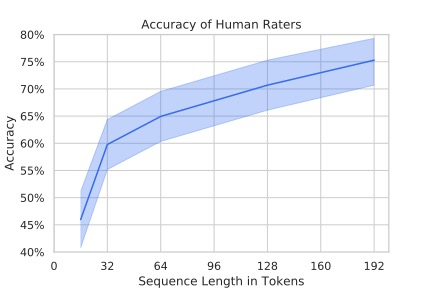 Accuracy of Human Raters
80%
75%
70%
65%
60%
55%
50%
45%
40%
Accuracy
0 32 64 96 128 160 192
Sequence Length in Tokens